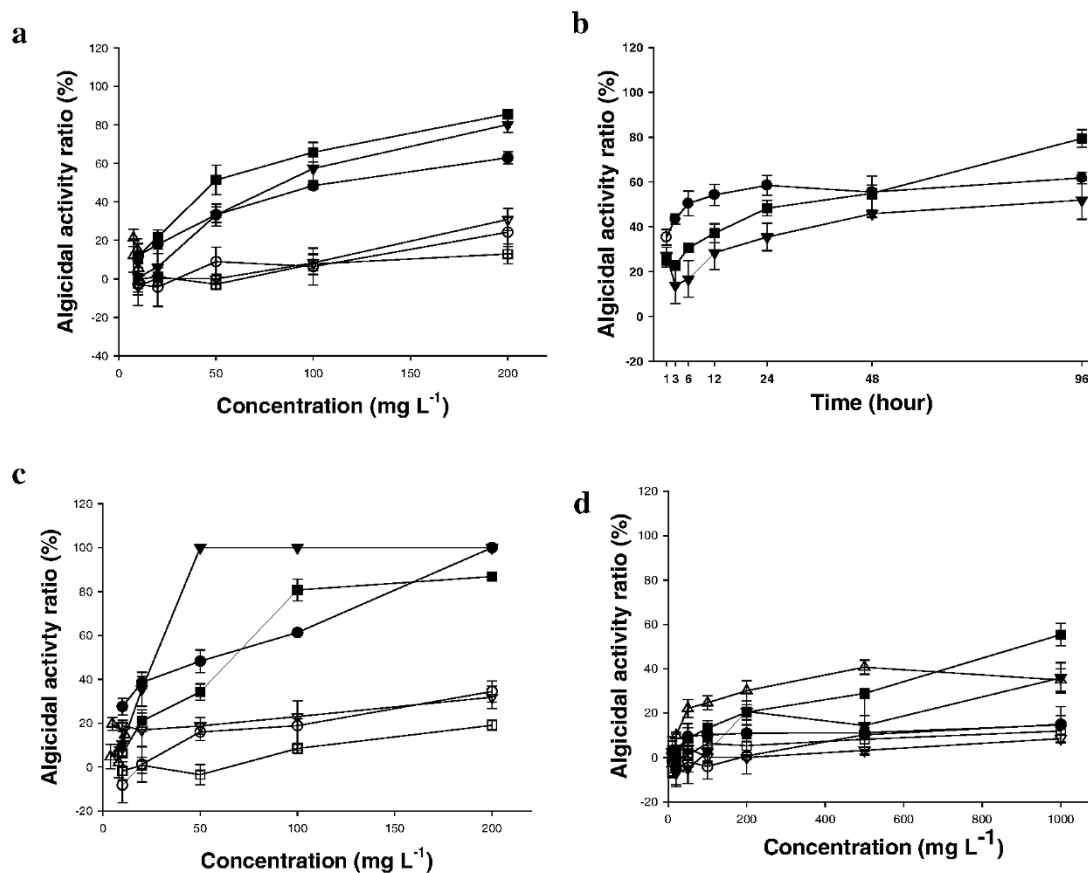 a
Algicidal activity ratio (%)
120
100
80
60
40
20
0
-20
-40
0 50 100 150 200
Concentration (mg L-1)
b
Algicidal activity ratio (%)
120
100
80
60
40
20
0
-20
1 3 6 12 24 48 96
Time (hour)
c
Algicidal activty ratio (%)
120
100
80
60
40
20
0
-20
0 50 100 150 200
Concentration (mg L-1)
d
Algicidal activity ratio (%)
120
100
80
60
40
20
0
-20
0 200 400 600 800 1000
Concentration (mg L-1)